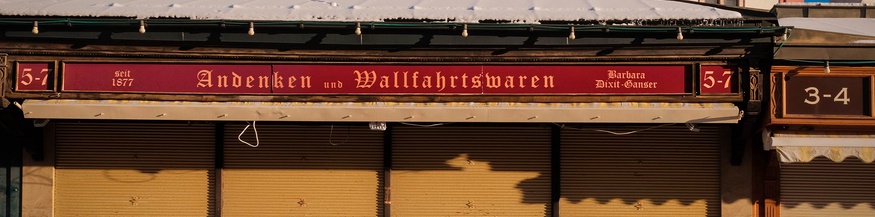 5-7
seit
1877
Andenken und Wallfahrtswaren
Barbara
Dixit-Ganser
5-7
3-4